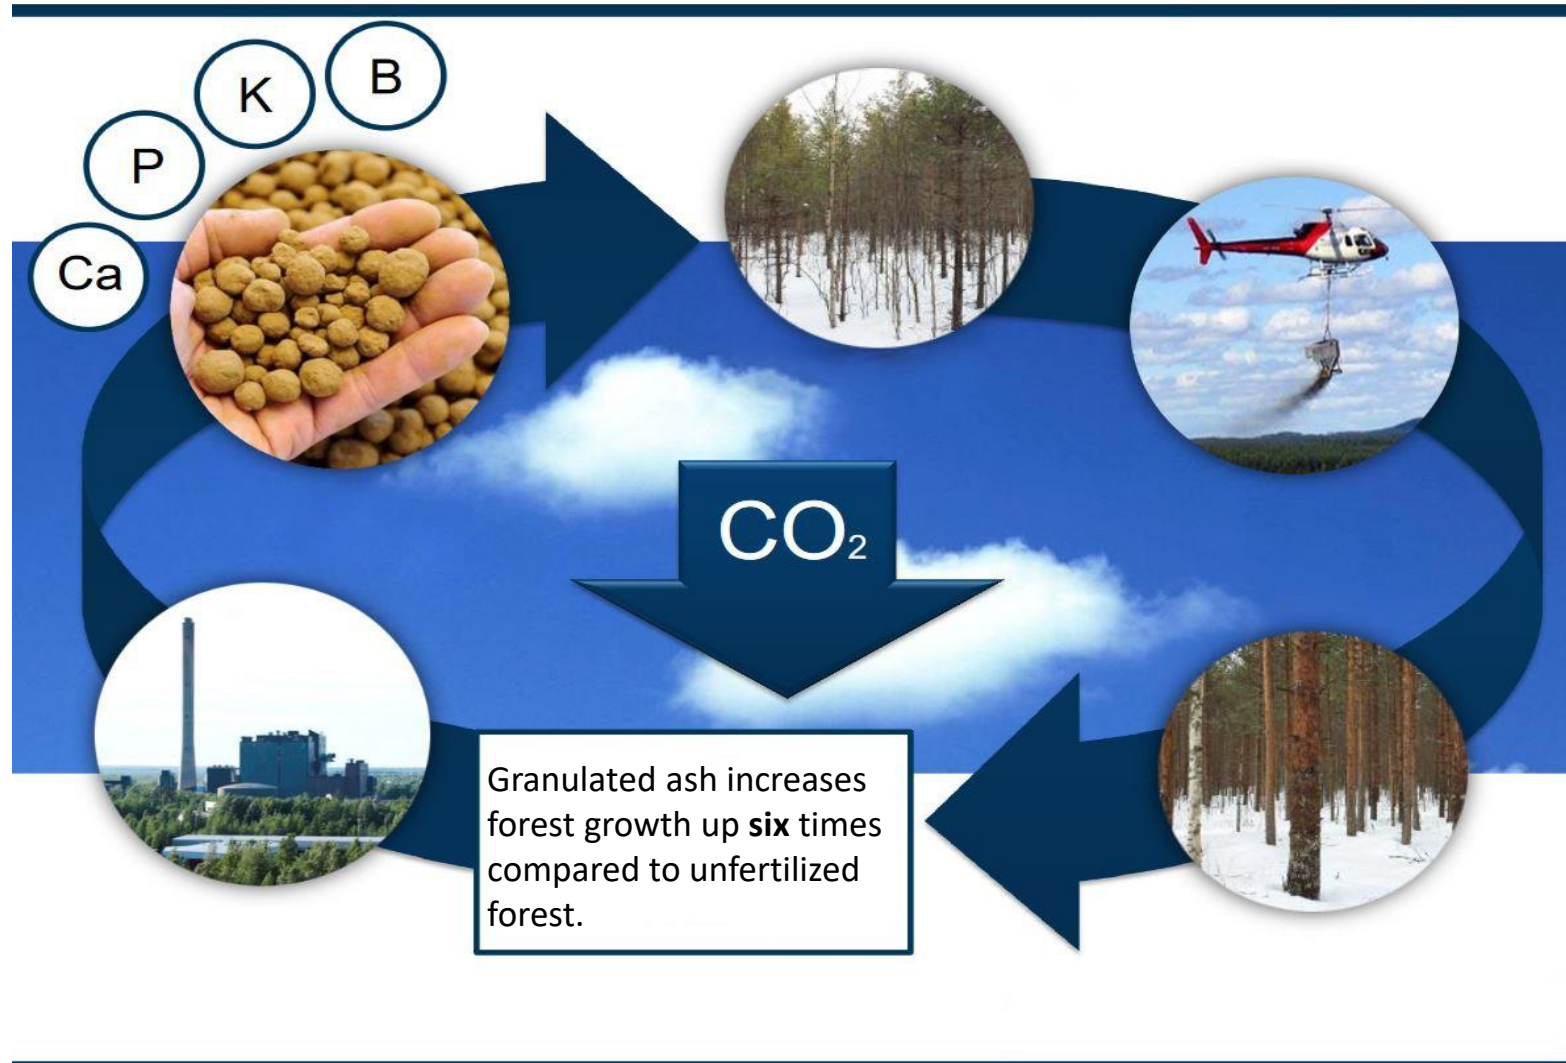 B
K
P
Ca
CO₂
Granulated ash increases
forest growth up six times
compared to unfertilized
forest.